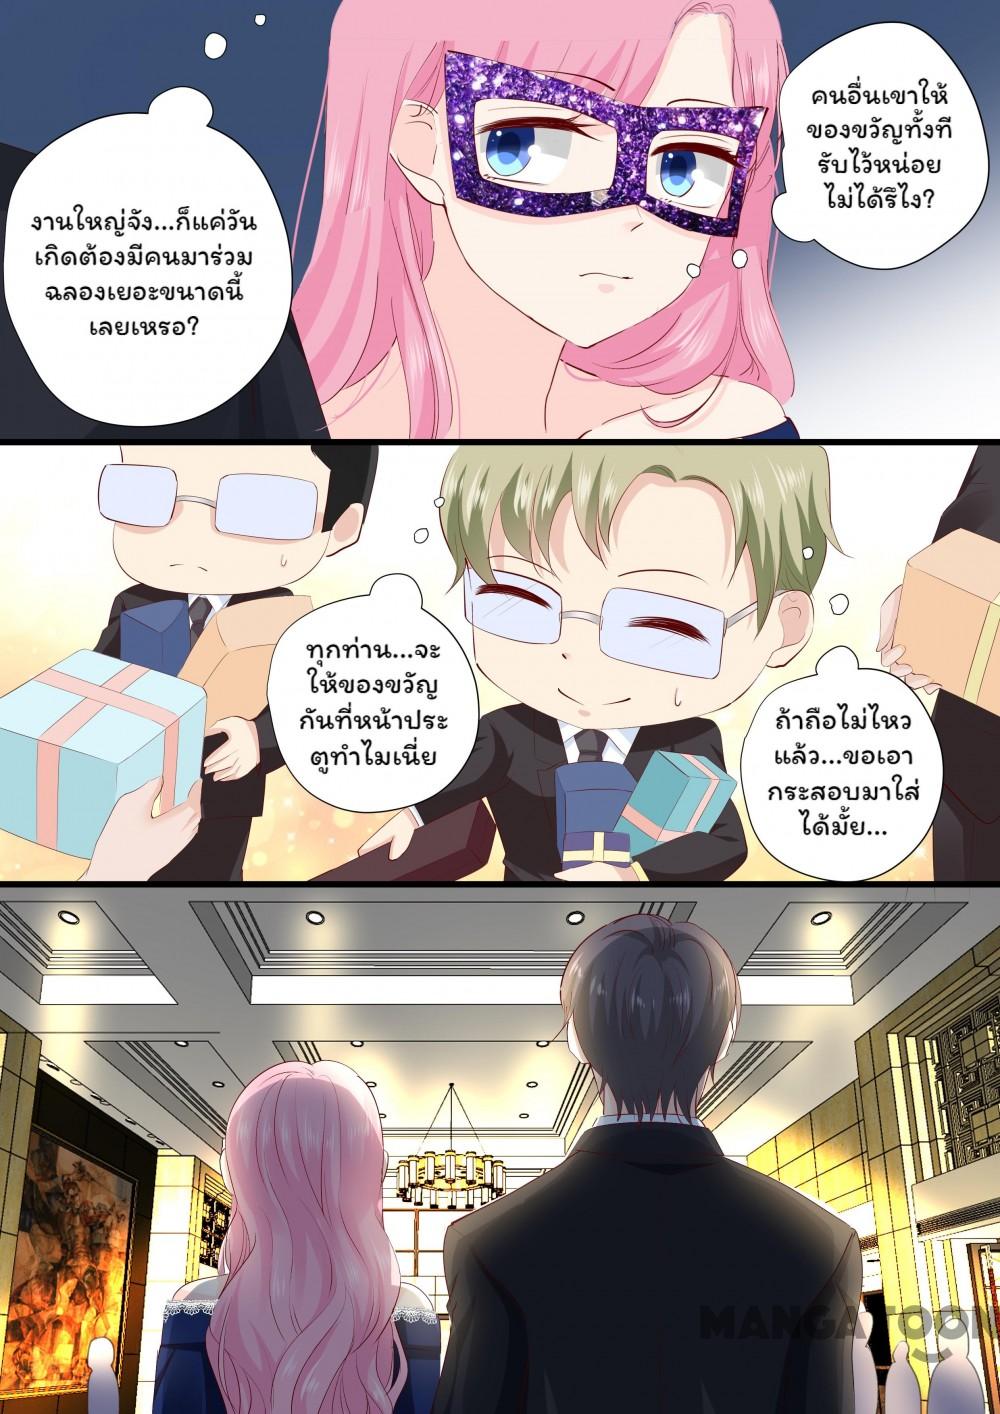 คนอื่นเขาให้
ของขวัญทั้งที
รับไว้หน่อย
ไม่ได้รึไง?
งานใหญ่จัง...ก็แค่วัน
เกิดต้องมีคนมาร่วม
ฉลองเยอะขนาดนี้
เลยเหรอ?
ทุกท่าน...จะ
ให้ของขวัญ
กันที่หน้าประ
ตูทำไมเนี่ย
ถ้าถือไม่ไหว
แล้ว...ขอเอา
กระสอบมาใส่
ได้มั้ย...
MANGATOON